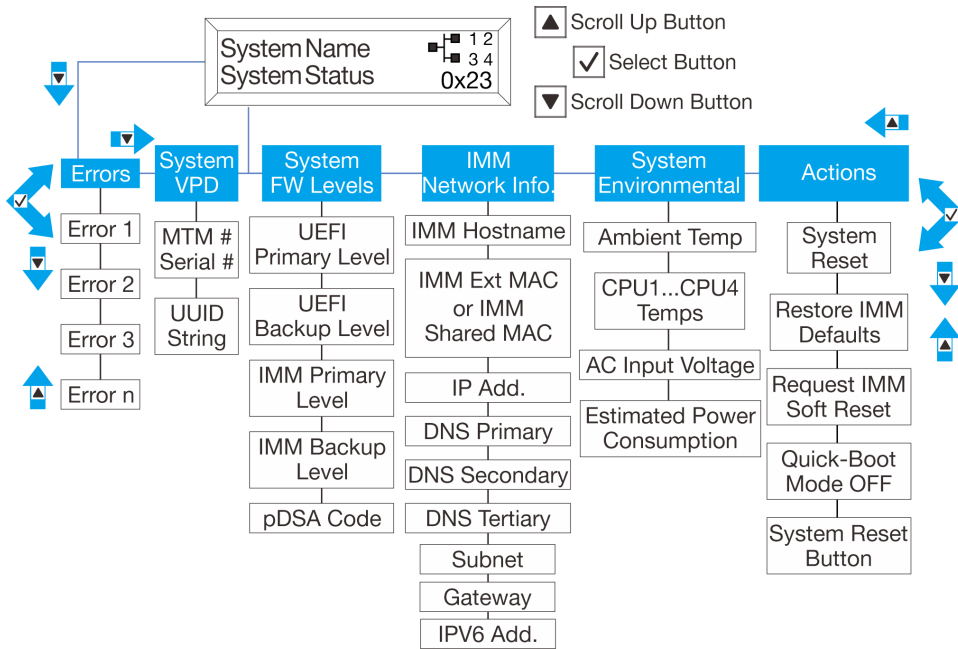 System Name
System Status
1 2
3 4
0x23
Scroll Up Button
Select Button
Scroll Down Button
Errors
Error 1
Error 2
Error 3
Error n
System
VPD
MTM #
Serial #
UUID
String
System
FW Levels
UEFI
Primary Level
UEFI
Backup Level
IMM Primary
Level
IMM Backup
Level
pDSA Code
IMM
Network Info.
IMM Hostname
IMM Ext MAC
or IMM
Shared MAC
IP Add.
DNS Primary
DNS Secondary
DNS Tertiary
Subnet
Gateway
IPV6 Add.
System
Environmental
Ambient Temp
CPU1...CPU4
Temps
AC Input Voltage
Estimated Power
Consumption
Actions
System
Reset
Restore IMM
Defaults
Request IMM
Soft Reset
Quick-Boot
Mode OFF
System Reset
Button